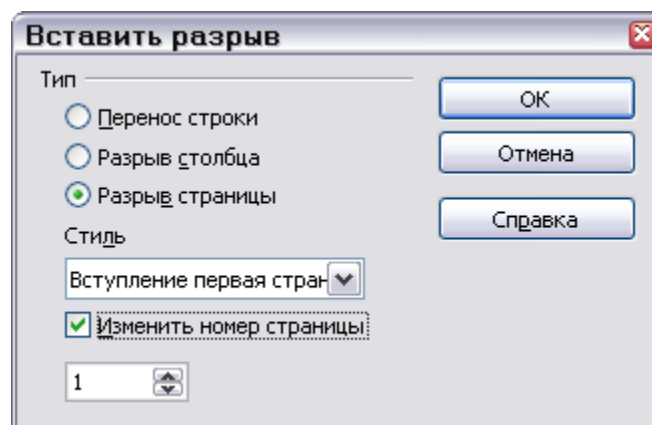 Вставить разрыв
Тип
Перенос строки
Разрыв столбца
Разрыв страницы
Стиль
Вступление первая стран
Изменить номер страницы
1
ОК
Отмена
Справка